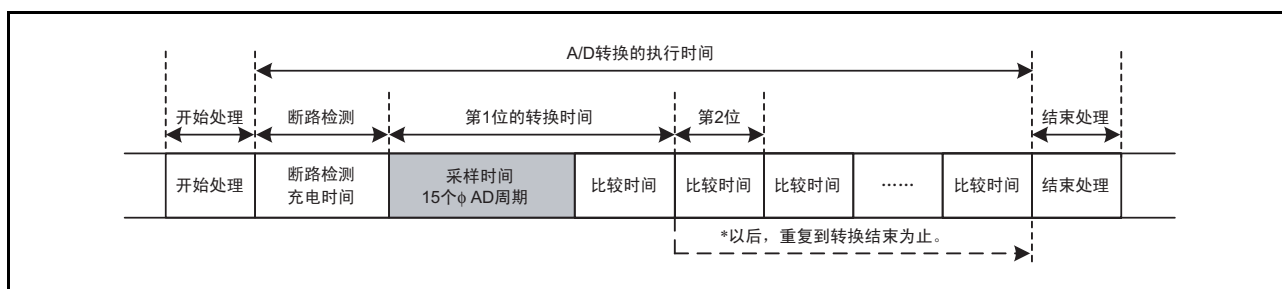 A/D转换的执行时间
开始处理 断路检测 第1位的转换时间 第2位 结束处理
开始处理
断路检测
充电时间
采样时间
15个φ AD周期
比较时间
比较时间
比较时间
……
比较时间
结束处理
*以后，重复到转换结束为止。